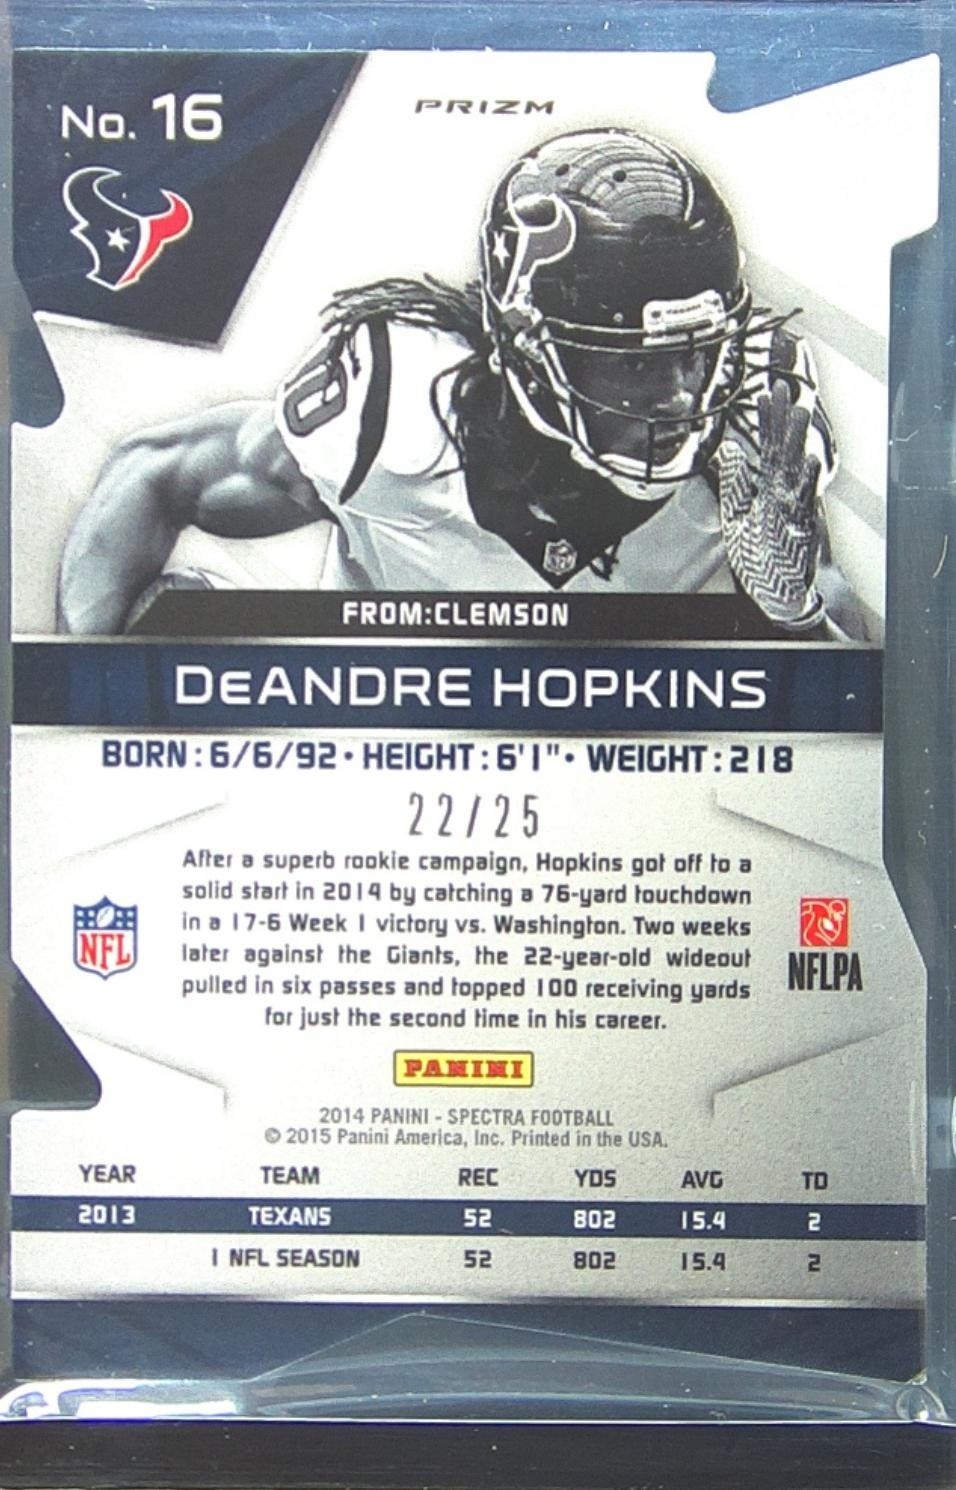 No. 16
PRIZM
FROM:CLEMSON
DeANDRE HOPKINS
BORN: 6/6/92 • HEIGHT: 6'1" • WEIGHT: 218
22/25
After a superb rookie campaign, Hopkins got off to a
solid start in 2014 by catching a 76-yard touchdown
in a 17-6 Week 1 victory vs. Washington. Two weeks
later against the Giants, the 22-year-old wideout
pulled in six passes and topped 100 receiving yards
for just the second time in his career.
NFL
NFLPA
PANINI
2014 PANINI - SPECTRA FOOTBALL
© 2015 Panini America, Inc. Printed in the USA.
YEAR TEAM REC YDS AVG TD
2013 TEXANS 52 802 15.4 2
1 NFL SEASON 52 802 15.4 2